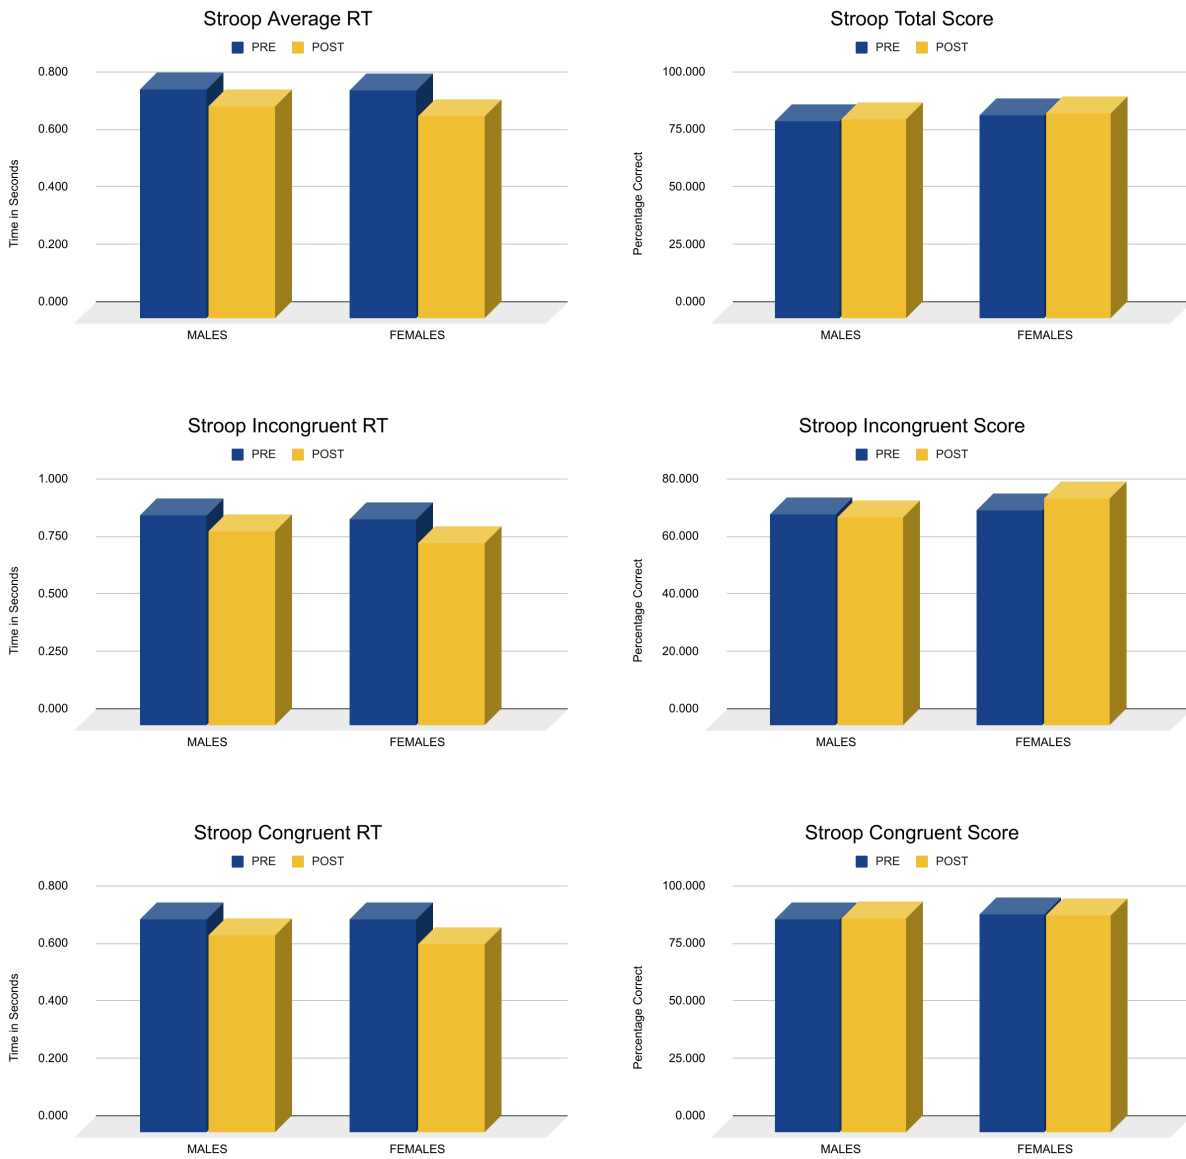 Stroop Average RT
PRE POST
0.800
0.600
0.400
0.200
0.000
Time in Seconds
MALES FEMALES
Stroop Total Score
PRE POST
100.000
75.000
50.000
25.000
0.000
Percentage Correct
MALES FEMALES
Stroop Incongruent RT
PRE POST
1.000
0.750
0.500
0.250
0.000
Time in Seconds
MALES FEMALES
Stroop Incongruent Score
PRE POST
80.000
60.000
40.000
20.000
0.000
Percentage Correct
MALES FEMALES
Stroop Congruent RT
PRE POST
0.800
0.600
0.400
0.200
0.000
Time in Seconds
MALES FEMALES
Stroop Congruent Score
PRE POST
100.000
75.000
50.000
25.000
0.000
Percentage Correct
MALES FEMALES